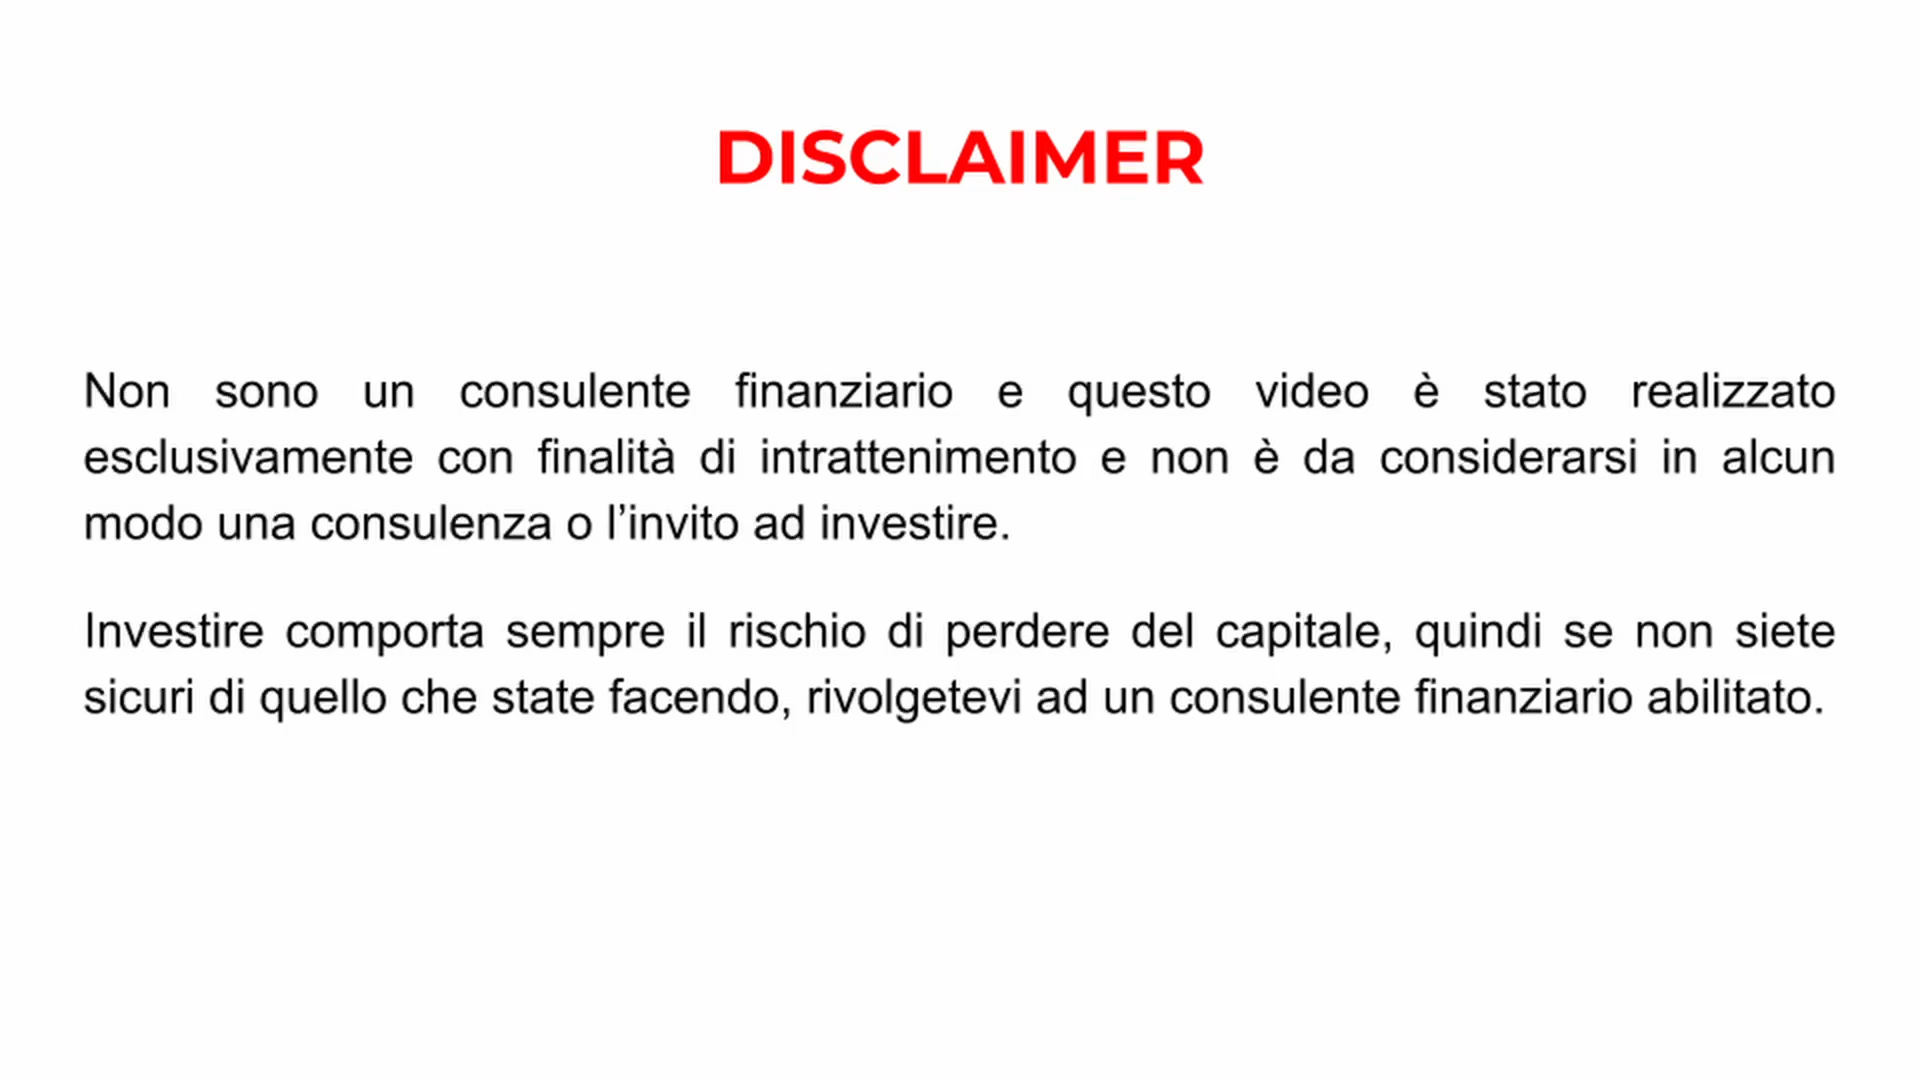 DISCLAIMER
Non sono un consulente finanziario e questo video è stato realizzato
esclusivamente con finalità di intrattenimento e non è da considerarsi in alcun
modo una consulenza o l’invito ad investire.
Investire comporta sempre il rischio di perdere del capitale, quindi se non siete
sicuri di quello che state facendo, rivolgetevi ad un consulente finanziario abilitato.